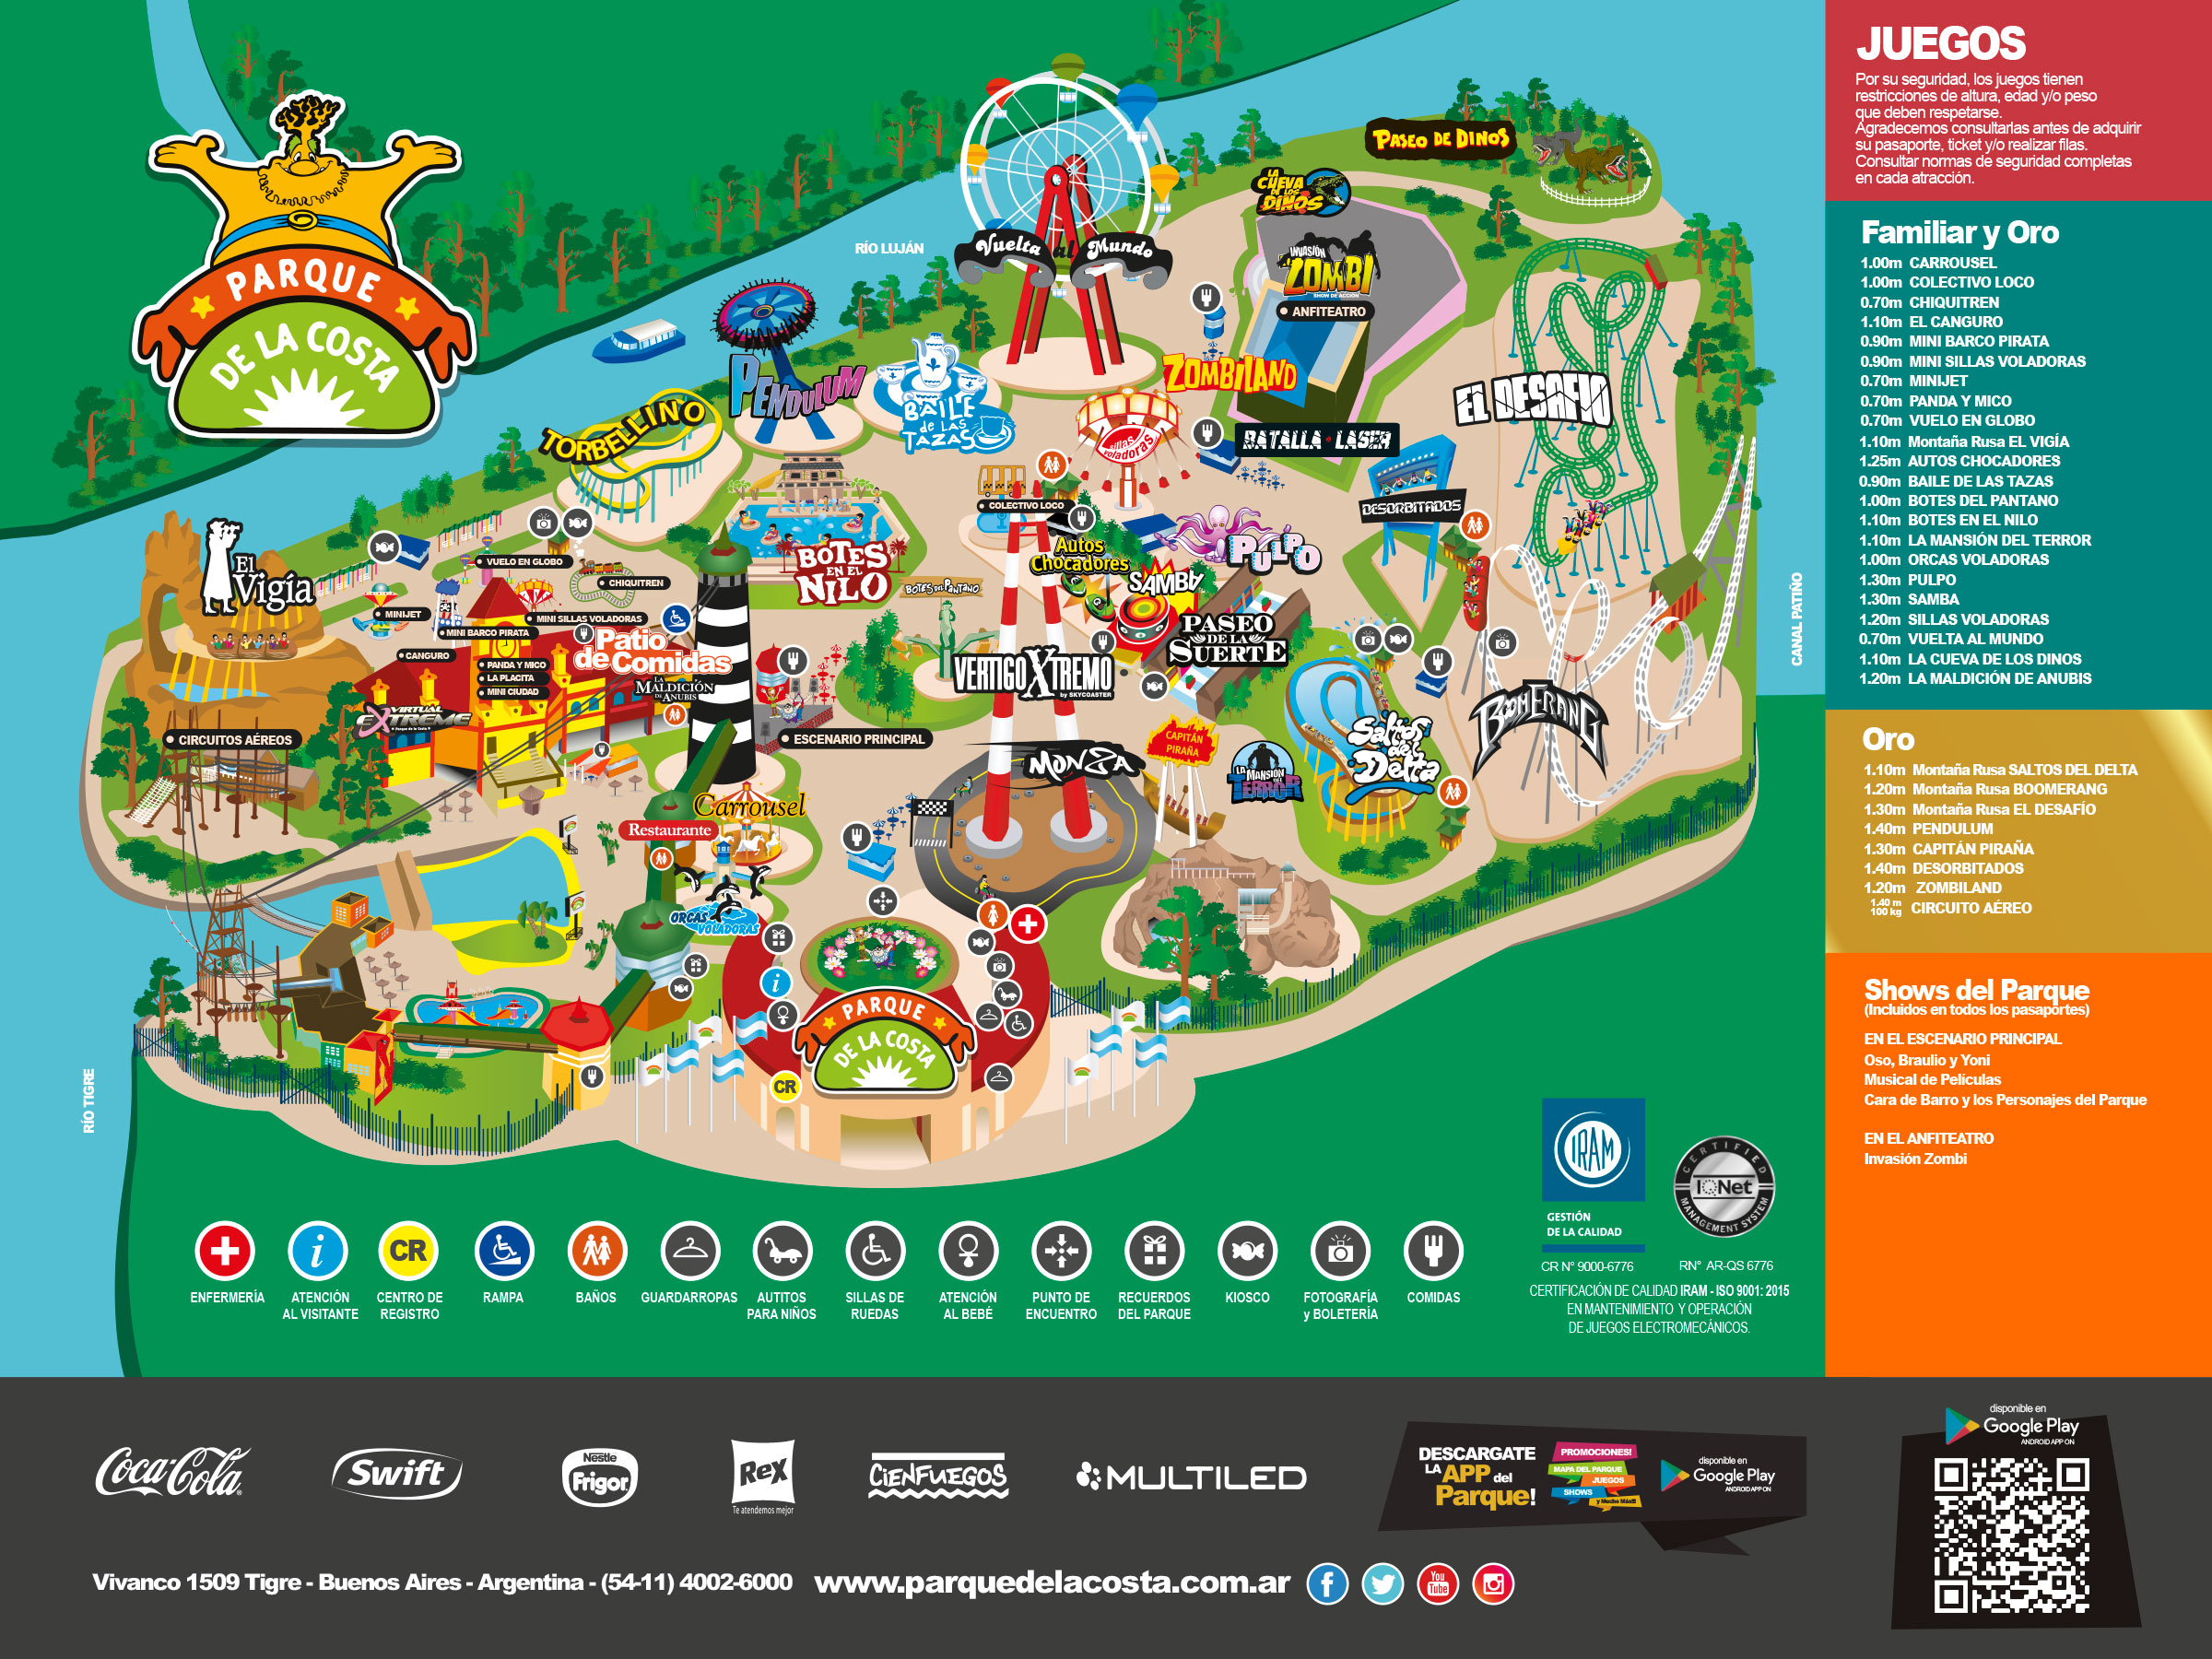 PARQUE
DE LA COSTA
RÍO LUJÁN
Vuelta al Mundo
PASEO DE DINOS
LA CUEVA
DE LOS
DINOS
INVASIÓN
ZOMBI
SHOW DE ACCIÓN
ANFITEATRO
PENDULUM
BAILE
de LAS
TAZAS
ZOMBILAND
EL DESAFIO
TORBELLINO
sillas
voladoras
BATALLA LASER
COLECTIVO LOCO
DESORBITADOS
El
Vigía
VUELO EN GLOBO
CHIQUITREN
BOTES
EN EL
NILO
BOTES DEL PANTANO
Autos
Chocadores
SAMBA
PULPO
MINIJET
MINI SILLAS VOLADORAS
MINI BARCO PIRATA
Patio
de Comidas
CANGURO
PANDA Y MICO
LA PLACITA
MINI CIUDAD
LA
MALDICIÓN
DE ANUBIS
PASEO
DE LA
SUERTE
VERTIGO XTREMO
by SKYCOASTER
VIRTUAL
EXTREME
CIRCUITOS AÉREOS
ESCENARIO PRINCIPAL
CAPITÁN
PIRAÑA
MONZA
LA MANSIÓN
DEL
TERROR
Saltos
del
Delta
BOOMERANG
Carrousel
Restaurante
ORCAS
VOLADORAS
PARQUE
DE LA COSTA
CR
RÍO TIGRE
CANAL PATIÑO
ENFERMERÍA
ATENCIÓN
AL VISITANTE
CR
CENTRO DE
REGISTRO
RAMPA
BAÑOS
GUARDARROPAS
AUTITOS
PARA NIÑOS
SILLAS DE
RUEDAS
ATENCIÓN
AL BEBÉ
PUNTO DE
ENCUENTRO
RECUERDOS
DEL PARQUE
KIOSCO
FOTOGRAFÍA
y BOLETERÍA
COMIDAS
IRAM
GESTIÓN
DE LA CALIDAD
CR N° 9000-6776
CERTIFIED
IQNet
MANAGEMENT SYSTEM
RN° AR-QS 6776
CERTIFICACIÓN DE CALIDAD IRAM - ISO 9001: 2015
EN MANTENIMIENTO Y OPERACIÓN
DE JUEGOS ELECTROMECÁNICOS.
JUEGOS
Por su seguridad, los juegos tienen
restricciones de altura, edad y/o peso
que deben respetarse.
Agradecemos consultarlas antes de adquirir
su pasaporte, ticket y/o realizar filas.
Consultar normas de seguridad completas
en cada atracción.
Familiar y Oro
1.00m CARROUSEL
1.00m COLECTIVO LOCO
0.70m CHIQUITREN
1.10m EL CANGURO
0.90m MINI BARCO PIRATA
0.90m MINI SILLAS VOLADORAS
0.70m MINIJET
0.70m PANDA Y MICO
0.70m VUELO EN GLOBO
1.10m Montaña Rusa EL VIGÍA
1.25m AUTOS CHOCADORES
0.90m BAILE DE LAS TAZAS
1.00m BOTES DEL PANTANO
1.10m BOTES EN EL NILO
1.10m LA MANSIÓN DEL TERROR
1.00m ORCAS VOLADORAS
1.30m PULPO
1.30m SAMBA
1.20m SILLAS VOLADORAS
0.70m VUELTA AL MUNDO
1.10m LA CUEVA DE LOS DINOS
1.20m LA MALDICIÓN DE ANUBIS
Oro
1.10m Montaña Rusa SALTOS DEL DELTA
1.20m Montaña Rusa BOOMERANG
1.30m Montaña Rusa EL DESAFÍO
1.40m PENDULUM
1.30m CAPITÁN PIRAÑA
1.40m DESORBITADOS
1.20m ZOMBILAND
1.40 m
100 kg CIRCUITO AÉREO
Shows del Parque
(Incluidos en todos los pasaportes)
EN EL ESCENARIO PRINCIPAL
Oso, Braulio y Yoni
Musical de Películas
Cara de Barro y los Personajes del Parque
EN EL ANFITEATRO
Invasión Zombi
Coca-Cola
Swift
Nestlé
Frigor
Rex
Te atendemos mejor
CIENFUEGOS
MULTILED
DESCARGATE
LA APP del
Parque!
PROMOCIONES!
MAPA DEL PARQUE
JUEGOS
SHOWS
y Mucho Más!!
disponible en
Google Play
ANDROID APP ON
disponible en
Google Play
ANDROID APP ON
Vivanco 1509 Tigre - Buenos Aires - Argentina - (54-11) 4002-6000 www.parquedelacosta.com.ar
You
Tube